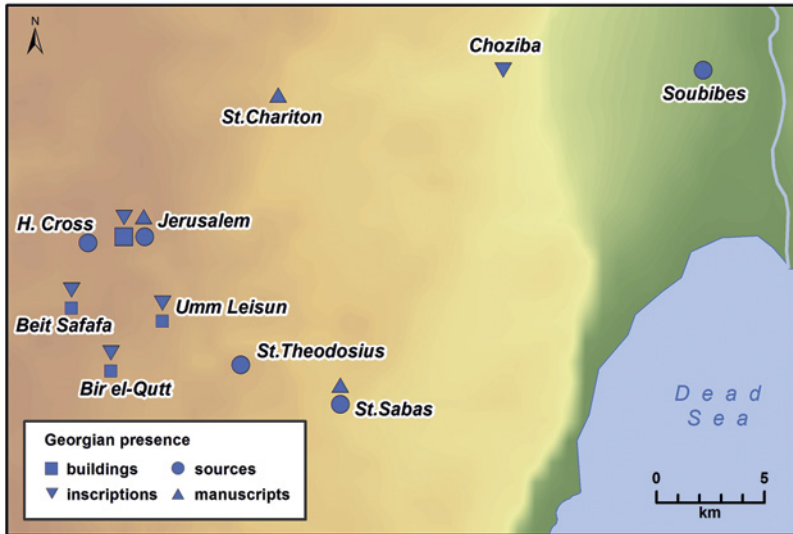 N
Choziba
Soubibes
St.Chariton
H. Cross
Jerusalem
Beit Safafa
Umm Leisun
St.Theodosius
Bir el-Qutt
St.Sabas
Dead
Sea
Georgian presence
buildings
sources
inscriptions
manuscripts
0 5
km